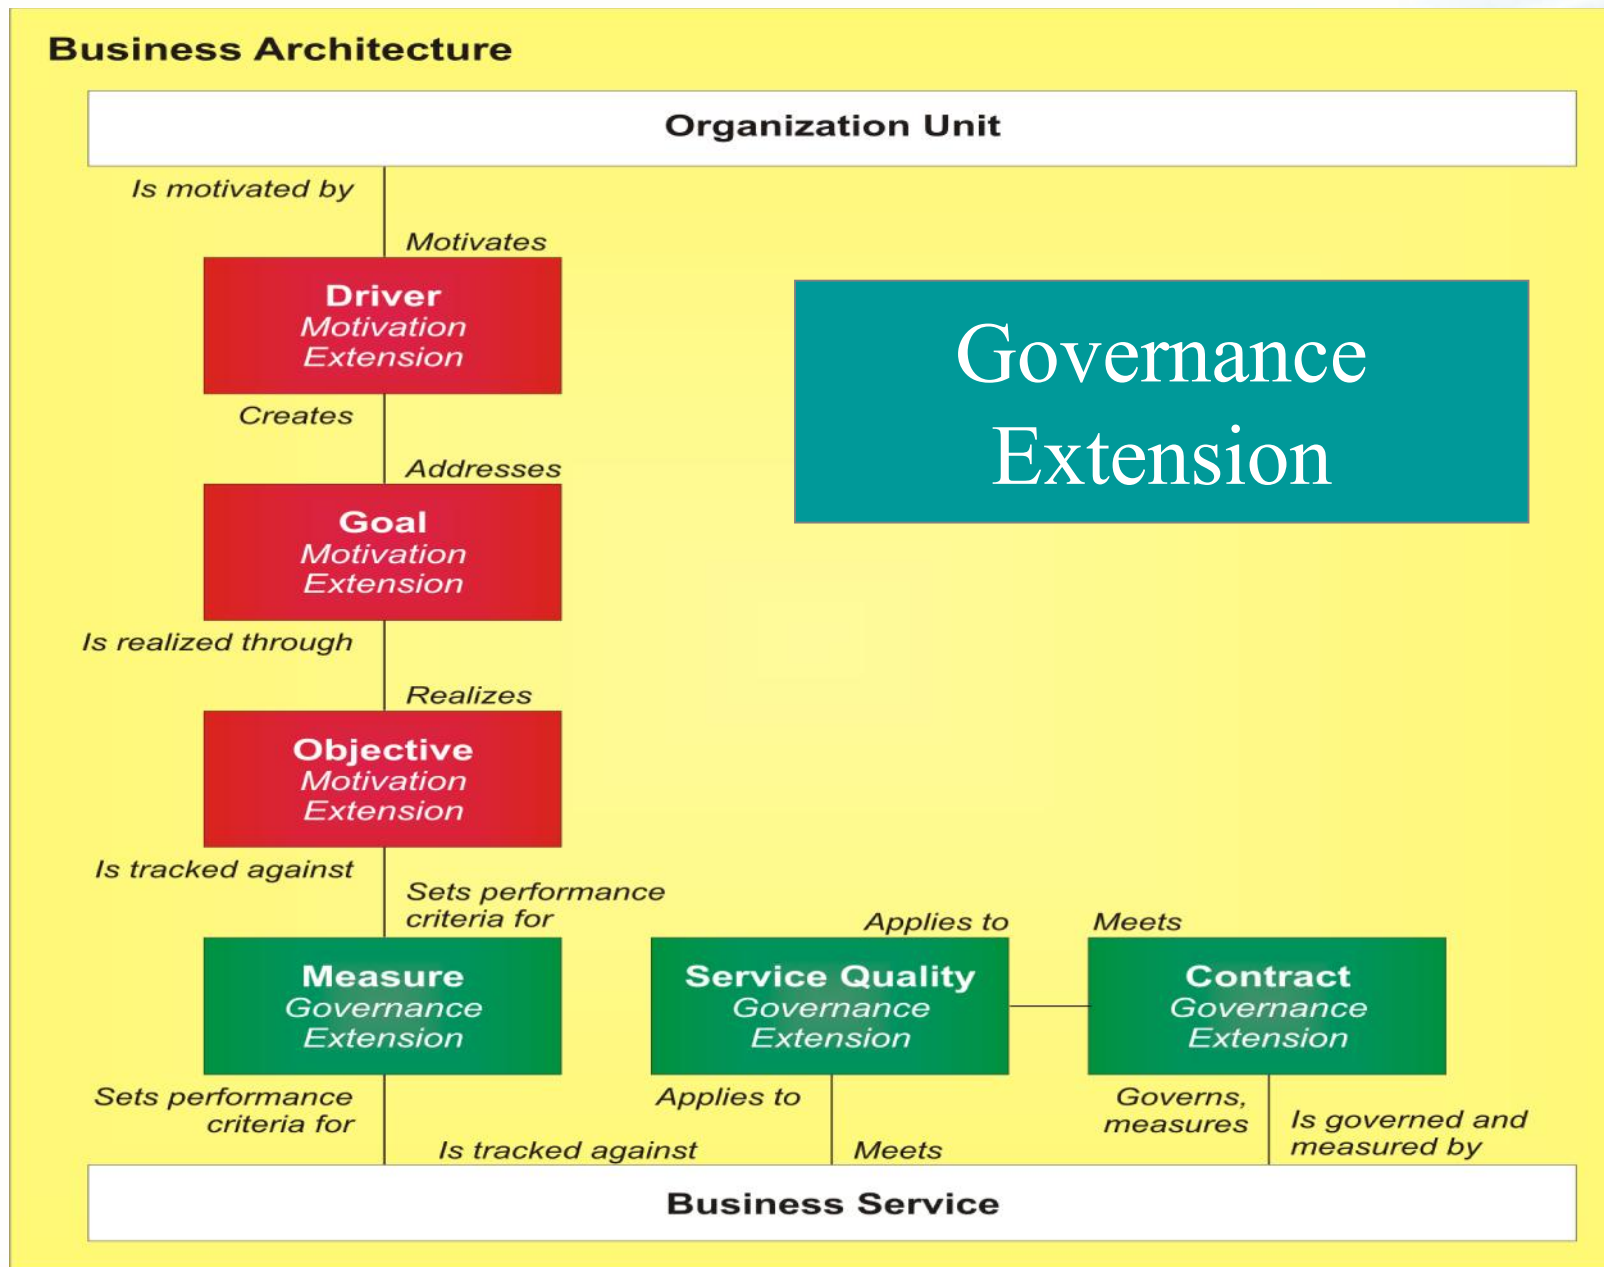 Business Architecture
Organization Unit
Is motivated by
Motivates
Driver
Motivation
Extension
Governance
Extension
Creates
Addresses
Goal
Motivation
Extension
Is realized through
Realizes
Objective
Motivation
Extension
Is tracked against
Sets performance
criteria for
Applies to
Meets
Measure
Governance
Extension
Service Quality
Governance
Extension
Contract
Governance
Extension
Sets performance
criteria for
Is tracked against
Applies to
Meets
Governs,
measures
Is governed and
measured by
Business Service